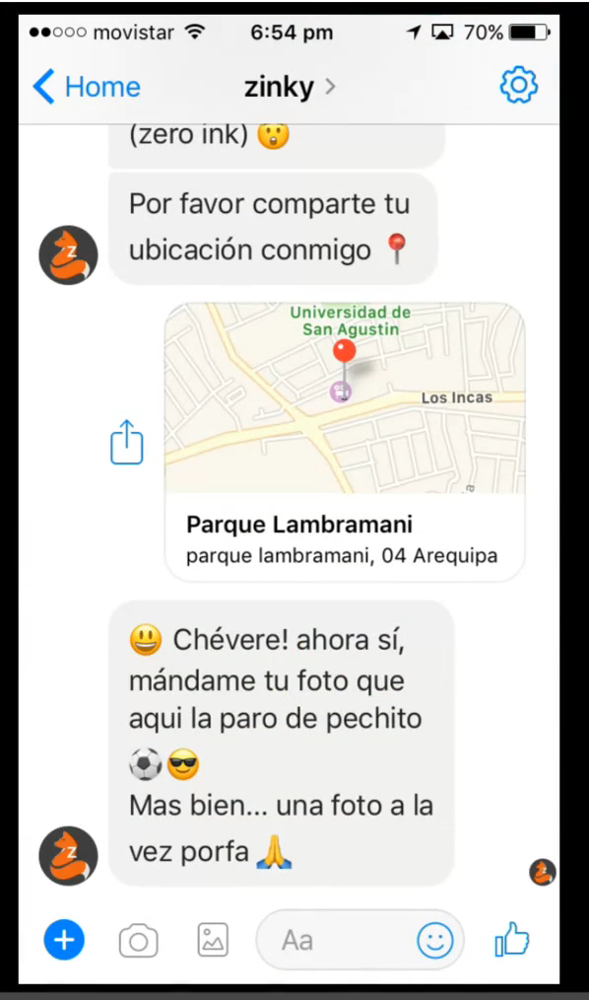 movistar 6:54 pm 70%
Home zinky
(zero ink) 😲
Por favor comparte tu
ubicación conmigo 📍
Universidad de
San Agustin
Los Incas
a
Parque Lambramani
parque lambramani, 04 Arequipa
😃 Chévere! ahora sí,
mándame tu foto que
aqui la paro de pechito
⚽😎
Mas bien... una foto a la
vez porfa 🙏
Z
Z
Aa